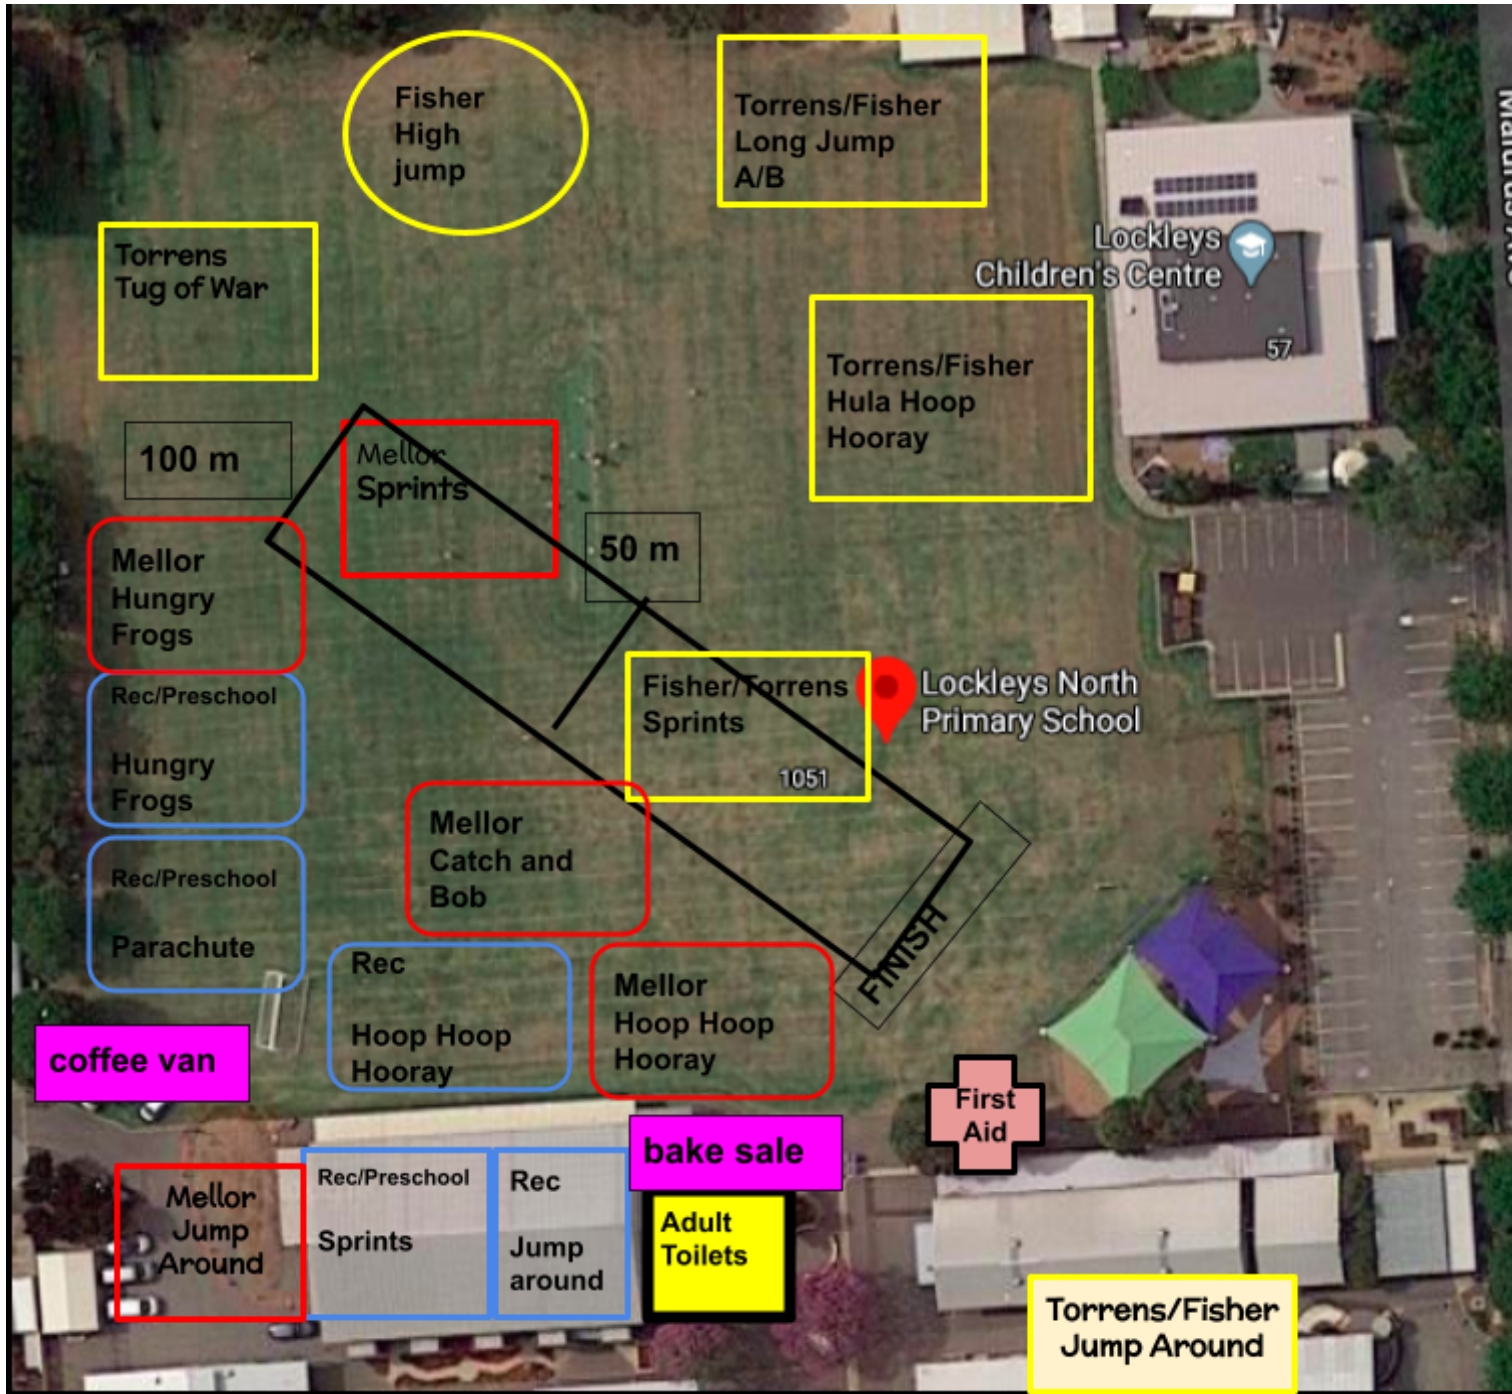 Fisher
High
jump
Torrens/Fisher
Long Jump
A/B
Torrens
Tug of War
Lockleys
Children's Centre
57
Torrens/Fisher
Hula Hoop
Hooray
100 m
Mellor
Sprints
50 m
Mellor
Hungry
Frogs
Rec/Preschool
Hungry
Frogs
Fisher/Torrens
Sprints
1051
Lockleys North
Primary School
Mellor
Catch and
Bob
Rec/Preschool
Parachute
FINISH
Rec
Hoop Hoop
Hooray
Mellor
Hoop Hoop
Hooray
coffee van
First
Aid
bake sale
Mellor
Jump
Around
Rec/Preschool
Sprints
Rec
Jump
around
Adult
Toilets
Torrens/Fisher
Jump Around